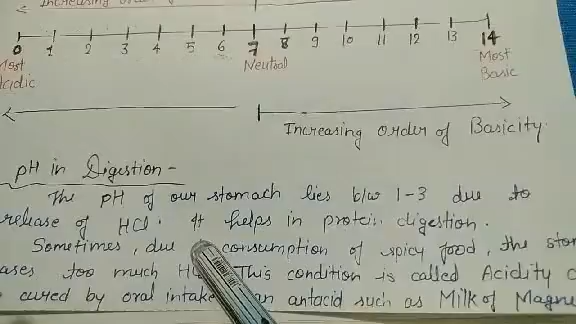 Increasing
0 1 2 3 4 5 6 7 8 9 10 11 12 13 14
Most Neutral Most
Acidic Basic
Increasing order of Basicity
pH in Digestion -
The pH of our stomach lies b/w 1-3 due to
release of HCl. It helps in protein digestion.
Sometimes, due consumption of spicy food, the
too much This condition is called Acidity
cured by oral intake an antacid such as Milk of